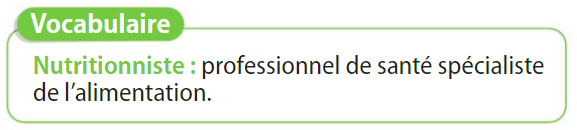 Vocabulaire
Nutritionniste : professionnel de santé spécialiste
de l’alimentation.